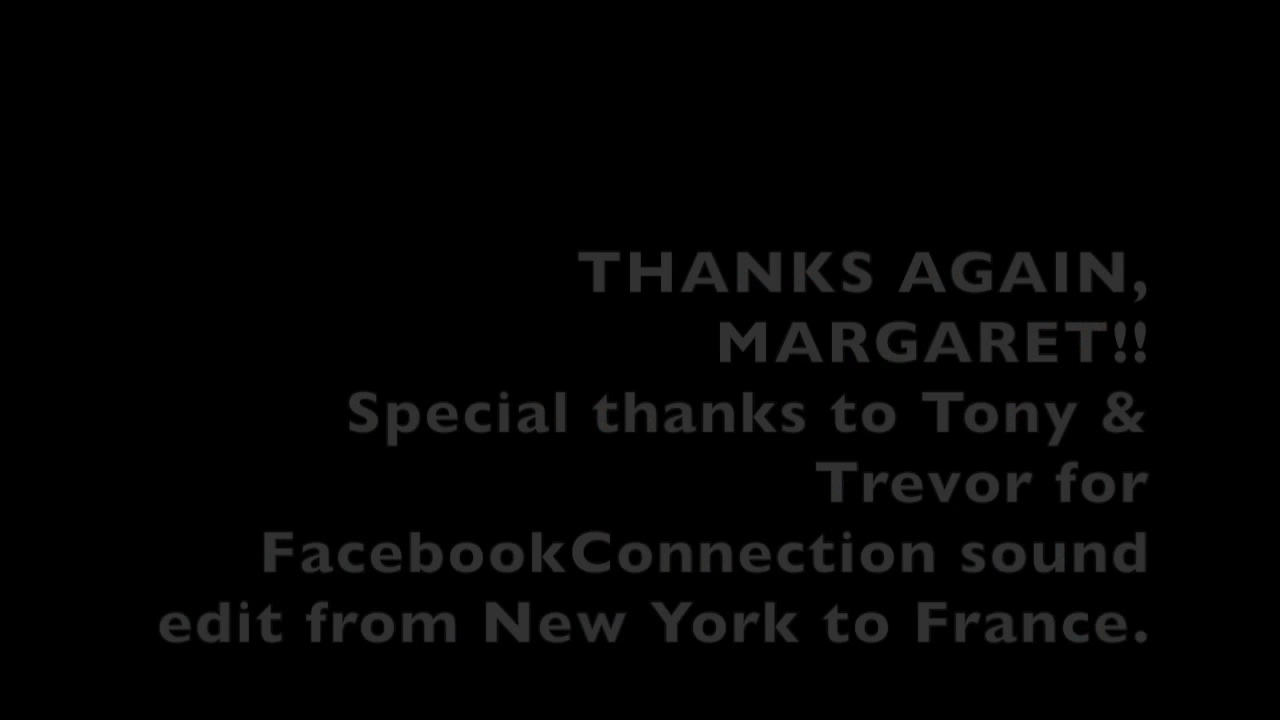 THANKS AGAIN,
MARGARET!!
Special thanks to Tony &
Trevor for
FacebookConnection sound
edit from New York to France.